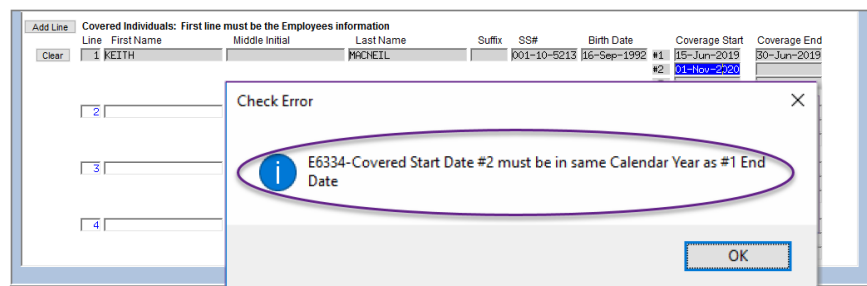 Add Line Covered Individuals: First line must be the Employees information
Line First Name Middle Initial Last Name Suffix SS# Birth Date Coverage Start Coverage End
Clear 1 KEITH MACNEIL 001-10-5213 16-Sep-1992 #1 15-Jun-2019 30-Jun-2019
#2 01-Nov-2020
Check Error
2
E6334-Covered Start Date #2 must be in same Calendar Year as #1 End
Date
3
4
OK